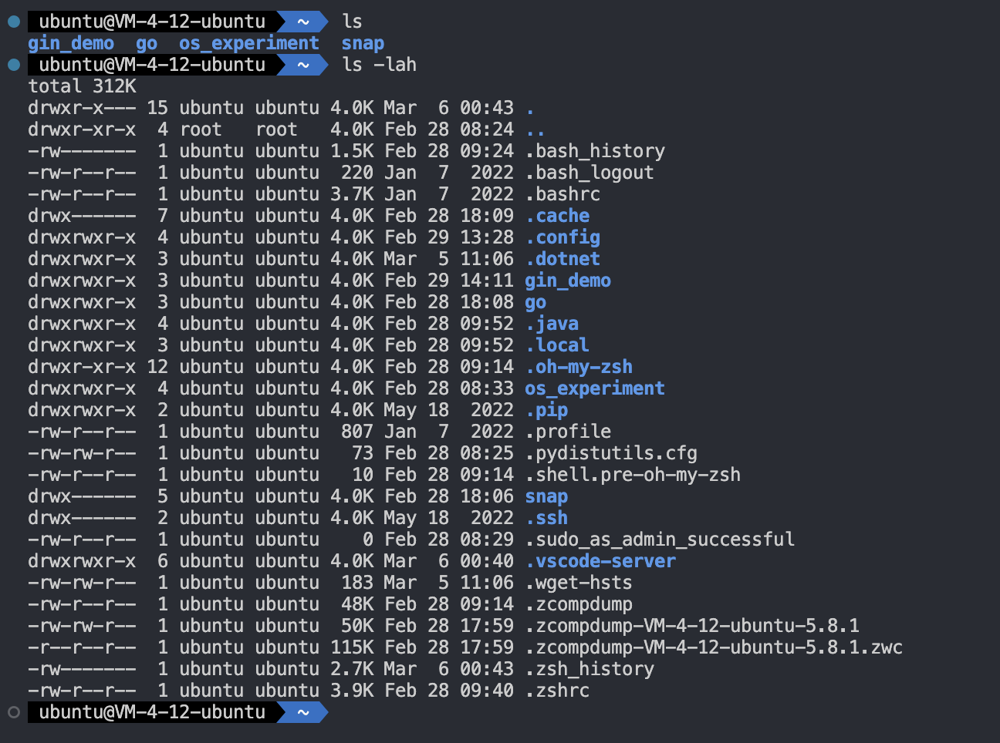 ubuntu@VM-4-12-ubuntu ~ ls
gin_demo  go  os_experiment  snap
ubuntu@VM-4-12-ubuntu ~ ls -lah
total 312K
drwxr-x--- 15 ubuntu ubuntu 4.0K Mar  6 00:43 .
drwxr-xr-x  4 root   root   4.0K Feb 28 08:24 ..
-rw-------  1 ubuntu ubuntu 1.5K Feb 28 09:24 .bash_history
-rw-r--r--  1 ubuntu ubuntu  220 Jan  7  2022 .bash_logout
-rw-r--r--  1 ubuntu ubuntu 3.7K Jan  7  2022 .bashrc
drwx------  7 ubuntu ubuntu 4.0K Feb 28 18:09 .cache
drwxrwxr-x  4 ubuntu ubuntu 4.0K Feb 29 13:28 .config
drwxrwxr-x  3 ubuntu ubuntu 4.0K Mar  5 11:06 .dotnet
drwxrwxr-x  3 ubuntu ubuntu 4.0K Feb 29 14:11 gin_demo
drwxrwxr-x  3 ubuntu ubuntu 4.0K Feb 28 18:08 go
drwxrwxr-x  4 ubuntu ubuntu 4.0K Feb 28 09:52 .java
drwxrwxr-x  3 ubuntu ubuntu 4.0K Feb 28 09:52 .local
drwxr-xr-x 12 ubuntu ubuntu 4.0K Feb 28 09:14 .oh-my-zsh
drwxrwxr-x  4 ubuntu ubuntu 4.0K Feb 28 08:33 os_experiment
drwxrwxr-x  2 ubuntu ubuntu 4.0K May 18  2022 .pip
-rw-r--r--  1 ubuntu ubuntu  807 Jan  7  2022 .profile
-rw-rw-r--  1 ubuntu ubuntu   73 Feb 28 08:25 .pydistutils.cfg
-rw-r--r--  1 ubuntu ubuntu   10 Feb 28 09:14 .shell.pre-oh-my-zsh
drwx------  5 ubuntu ubuntu 4.0K Feb 28 18:06 snap
drwx------  2 ubuntu ubuntu 4.0K May 18  2022 .ssh
-rw-r--r--  1 ubuntu ubuntu    0 Feb 28 08:29 .sudo_as_admin_successful
drwxrwxr-x  6 ubuntu ubuntu 4.0K Mar  6 00:40 .vscode-server
-rw-rw-r--  1 ubuntu ubuntu  183 Mar  5 11:06 .wget-hsts
-rw-r--r--  1 ubuntu ubuntu  48K Feb 28 09:14 .zcompdump
-rw-rw-r--  1 ubuntu ubuntu  50K Feb 28 17:59 .zcompdump-VM-4-12-ubuntu-5.8.1
-r--r--r--  1 ubuntu ubuntu 115K Feb 28 17:59 .zcompdump-VM-4-12-ubuntu-5.8.1.zwc
-rw-------  1 ubuntu ubuntu 2.7K Mar  6 00:43 .zsh_history
-rw-r--r--  1 ubuntu ubuntu 3.9K Feb 28 09:40 .zshrc
ubuntu@VM-4-12-ubuntu ~